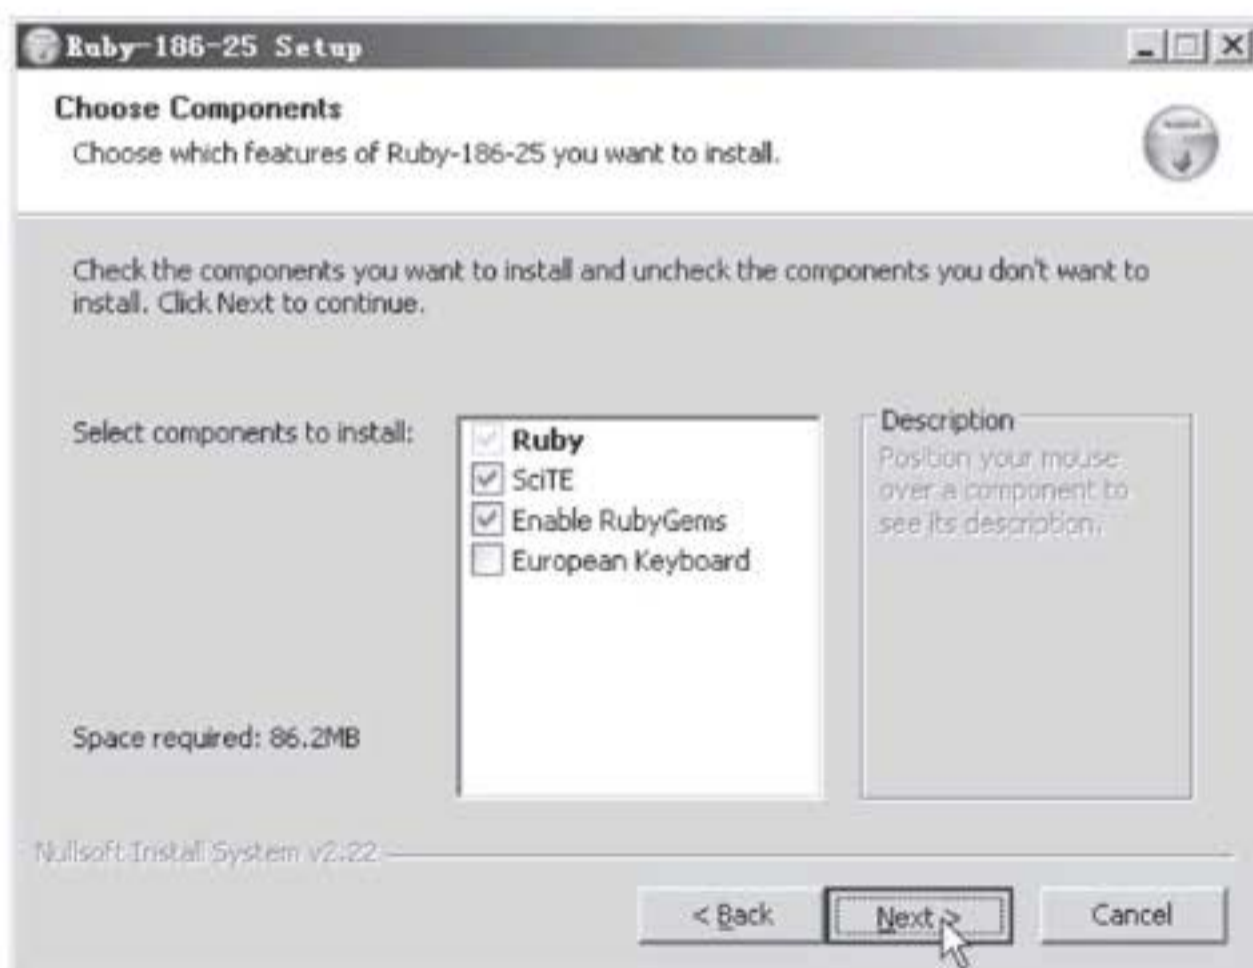 Ruby-186-25 Setup
Choose Components
Choose which features of Ruby-186-25 you want to install.
Check the components you want to install and uncheck the components you don't want to
install. Click Next to continue.
Select components to install:
Ruby
SciTE
Enable RubyGems
European Keyboard
Description
Position your mouse
over a component to
see its description.
Space required: 86.2MB
Nullsoft Install System v2.22
< Back
Next >
Cancel